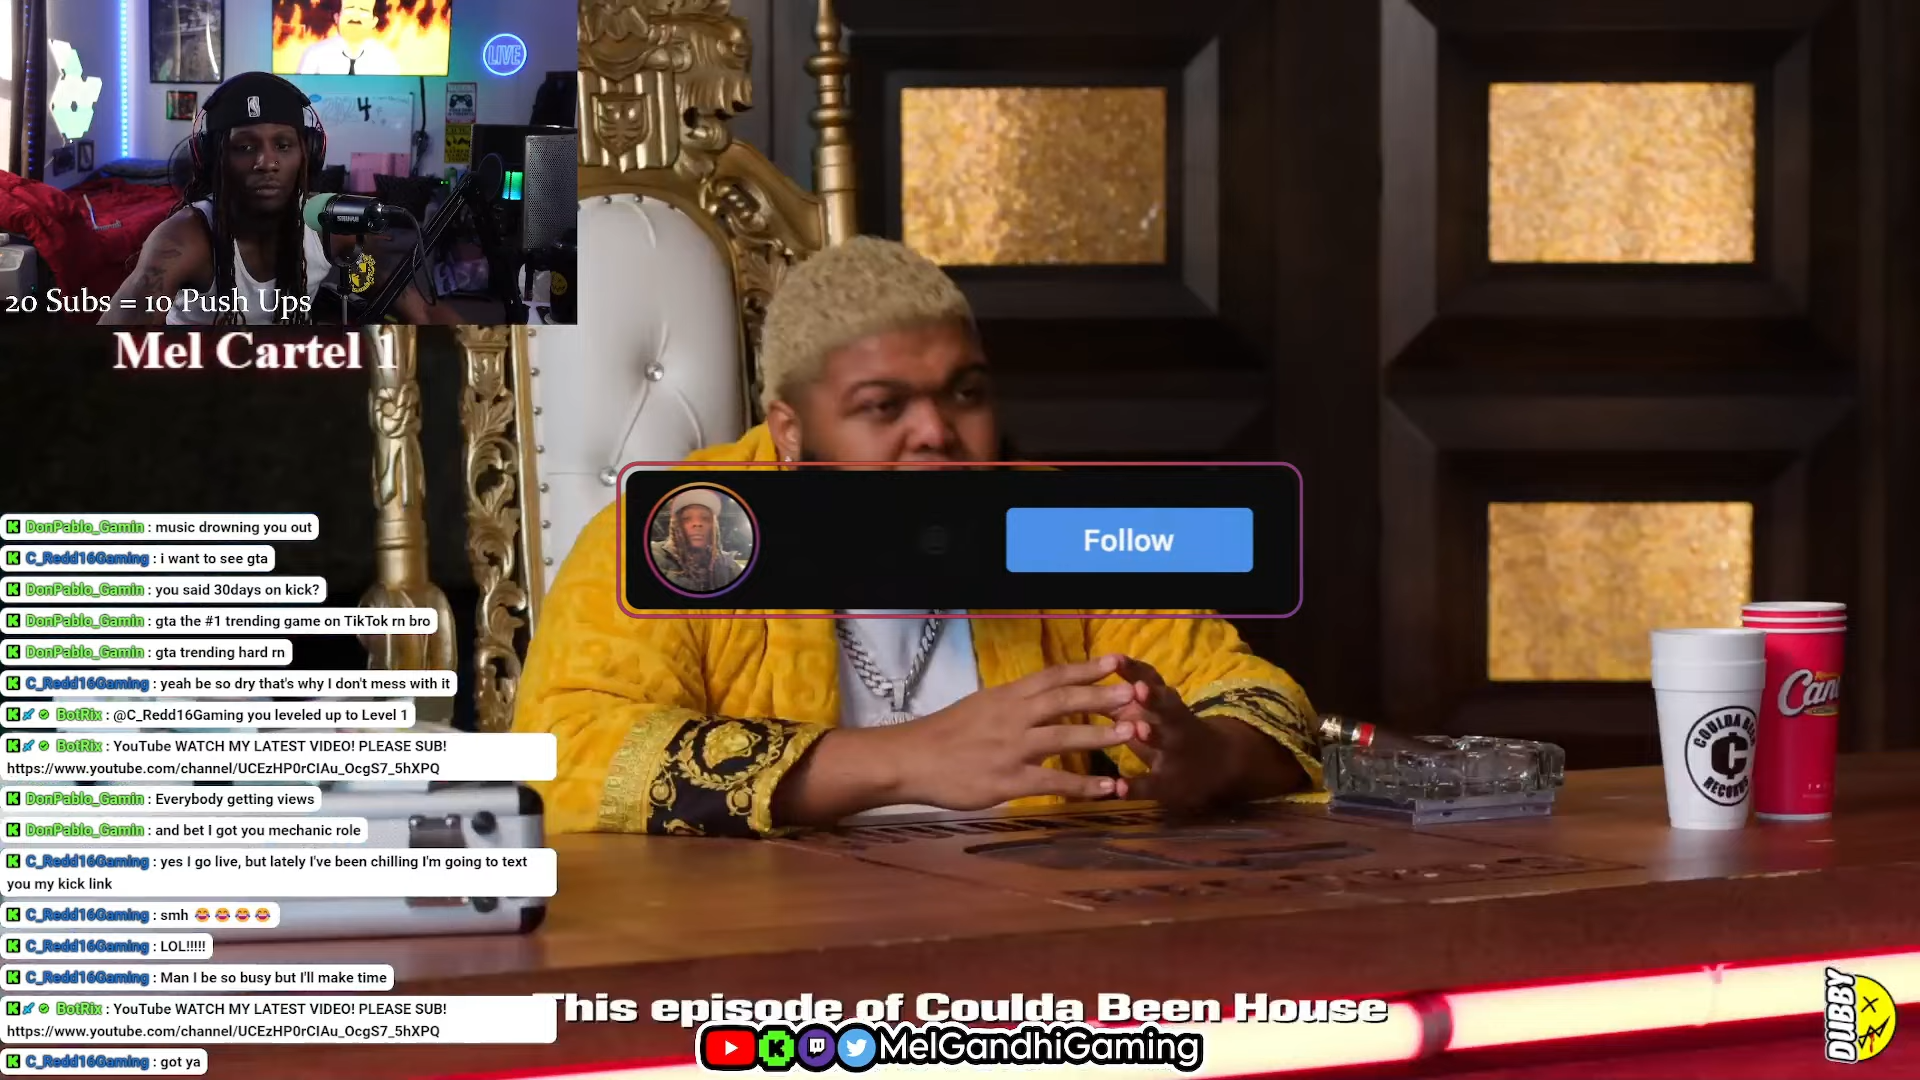 LIVE
2024
20 Subs = 10 Push Ups
Mel Cartel 1
DonPablo_Gamin : music drowning you out
C_Redd16Gaming : i want to see gta
DonPablo_Gamin : you said 30days on kick?
DonPablo_Gamin : gta the #1 trending game on TikTok rn bro
DonPablo_Gamin : gta trending hard rn
C_Redd16Gaming : yeah be so dry that's why I don't mess with it
BotRix : @C_Redd16Gaming you leveled up to Level 1
BotRix : YouTube WATCH MY LATEST VIDEO! PLEASE SUB!
https://www.youtube.com/channel/UCEzHP0rCIAu_OcgS7_5hXPQ
DonPablo_Gamin : Everybody getting views
DonPablo_Gamin : and bet I got you mechanic role
C_Redd16Gaming : yes I go live, but lately I've been chilling I'm going to text
you my kick link
C_Redd16Gaming : smh 😂 😂 😂 😂
C_Redd16Gaming : LOL!!!!!
C_Redd16Gaming : Man I be so busy but I'll make time
BotRix : YouTube WATCH MY LATEST VIDEO! PLEASE SUB!
https://www.youtube.com/channel/UCEzHP0rCIAu_OcgS7_5hXPQ
C_Redd16Gaming : got ya
Follow
COULDA BEEN
C
RECORDS
This episode of Coulda Been House
MelGandhiGaming
DUBBY